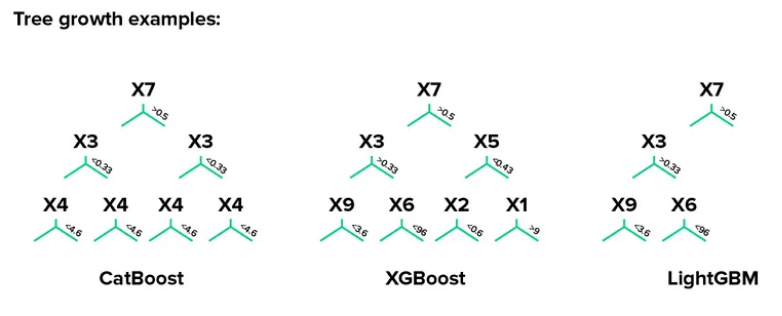 Tree growth examples:
X7 X7 X7
>0.5 >0.5 >0.5
X3 X3 X3 X5 X3
<0.33 <0.33 >0.33 <0.43 >0.33
X4 X4 X4 X4 X9 X6 X2 X1 X9 X6
<4.6 <4.6 <4.6 <4.6 <3.6 <96 <0.6 >9 <3.6 <96
CatBoost XGBoost LightGBM